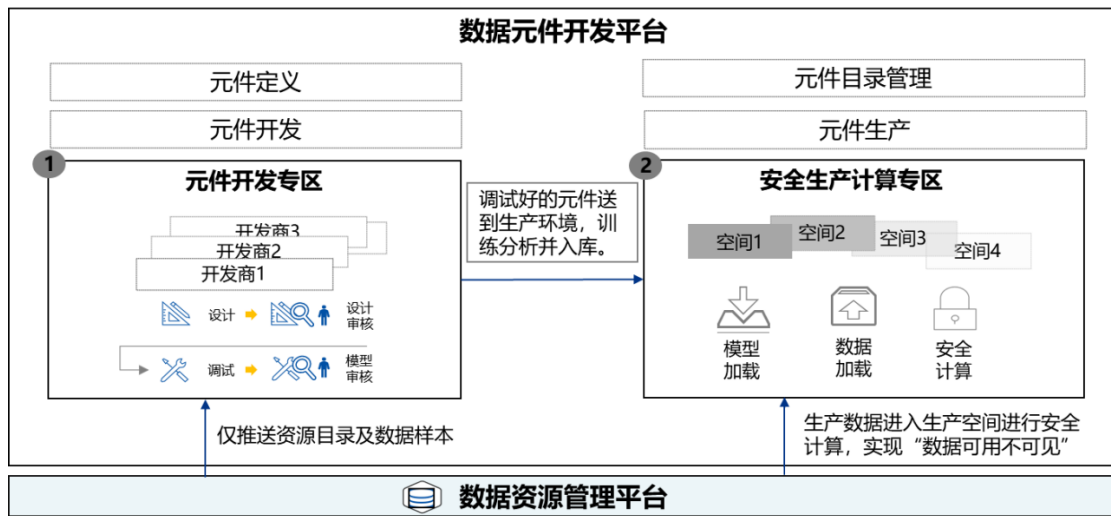 数据元件开发平台
元件定义
元件开发
1
元件开发专区
开发商3
开发商2
开发商1
设计
设计
审核
调试
模型
审核
调试好的元件送
到生产环境，训
练分析并入库。
元件目录管理
元件生产
2
安全生产计算专区
空间1
空间2
空间3
空间4
模型
加载
数据
加载
安全
计算
仅推送资源目录及数据样本
生产数据进入生产空间进行安全
计算，实现“数据可用不可见”
数据资源管理平台